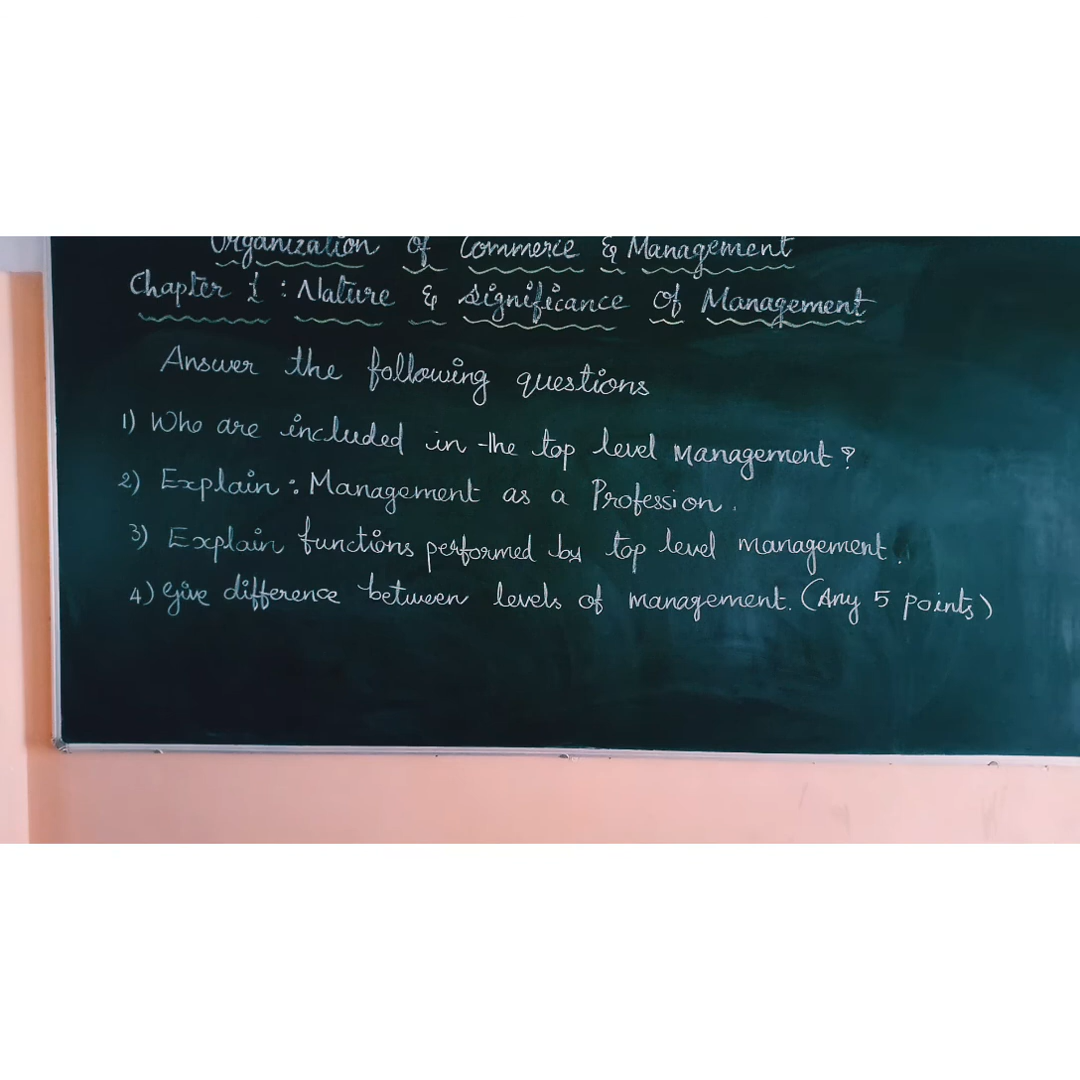 Organization of Commerce & Management
Chapter 1 : Nature & Significance of Management
Answer the following questions
1) Who are included in the top level management ?
2) Explain : Management as a Profession.
3) Explain functions performed by top level management.
4) Give difference between levels of management. (Any 5 points)